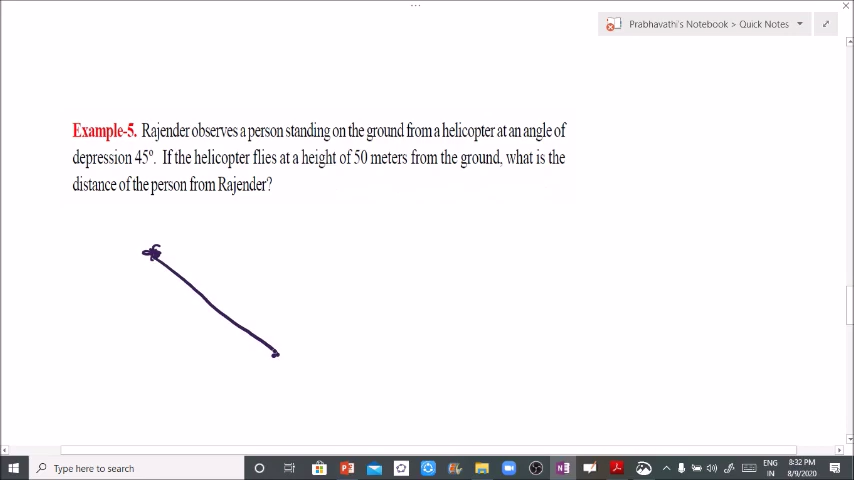 Prabhavathi's Notebook > Quick Notes
Example-5. Rajender observes a person standing on the ground from a helicopter at an angle of
depression 45º. If the helicopter flies at a height of 50 meters from the ground, what is the
distance of the person from Rajender?
Type here to search
ENG
IN
8:32 PM
8/9/2020